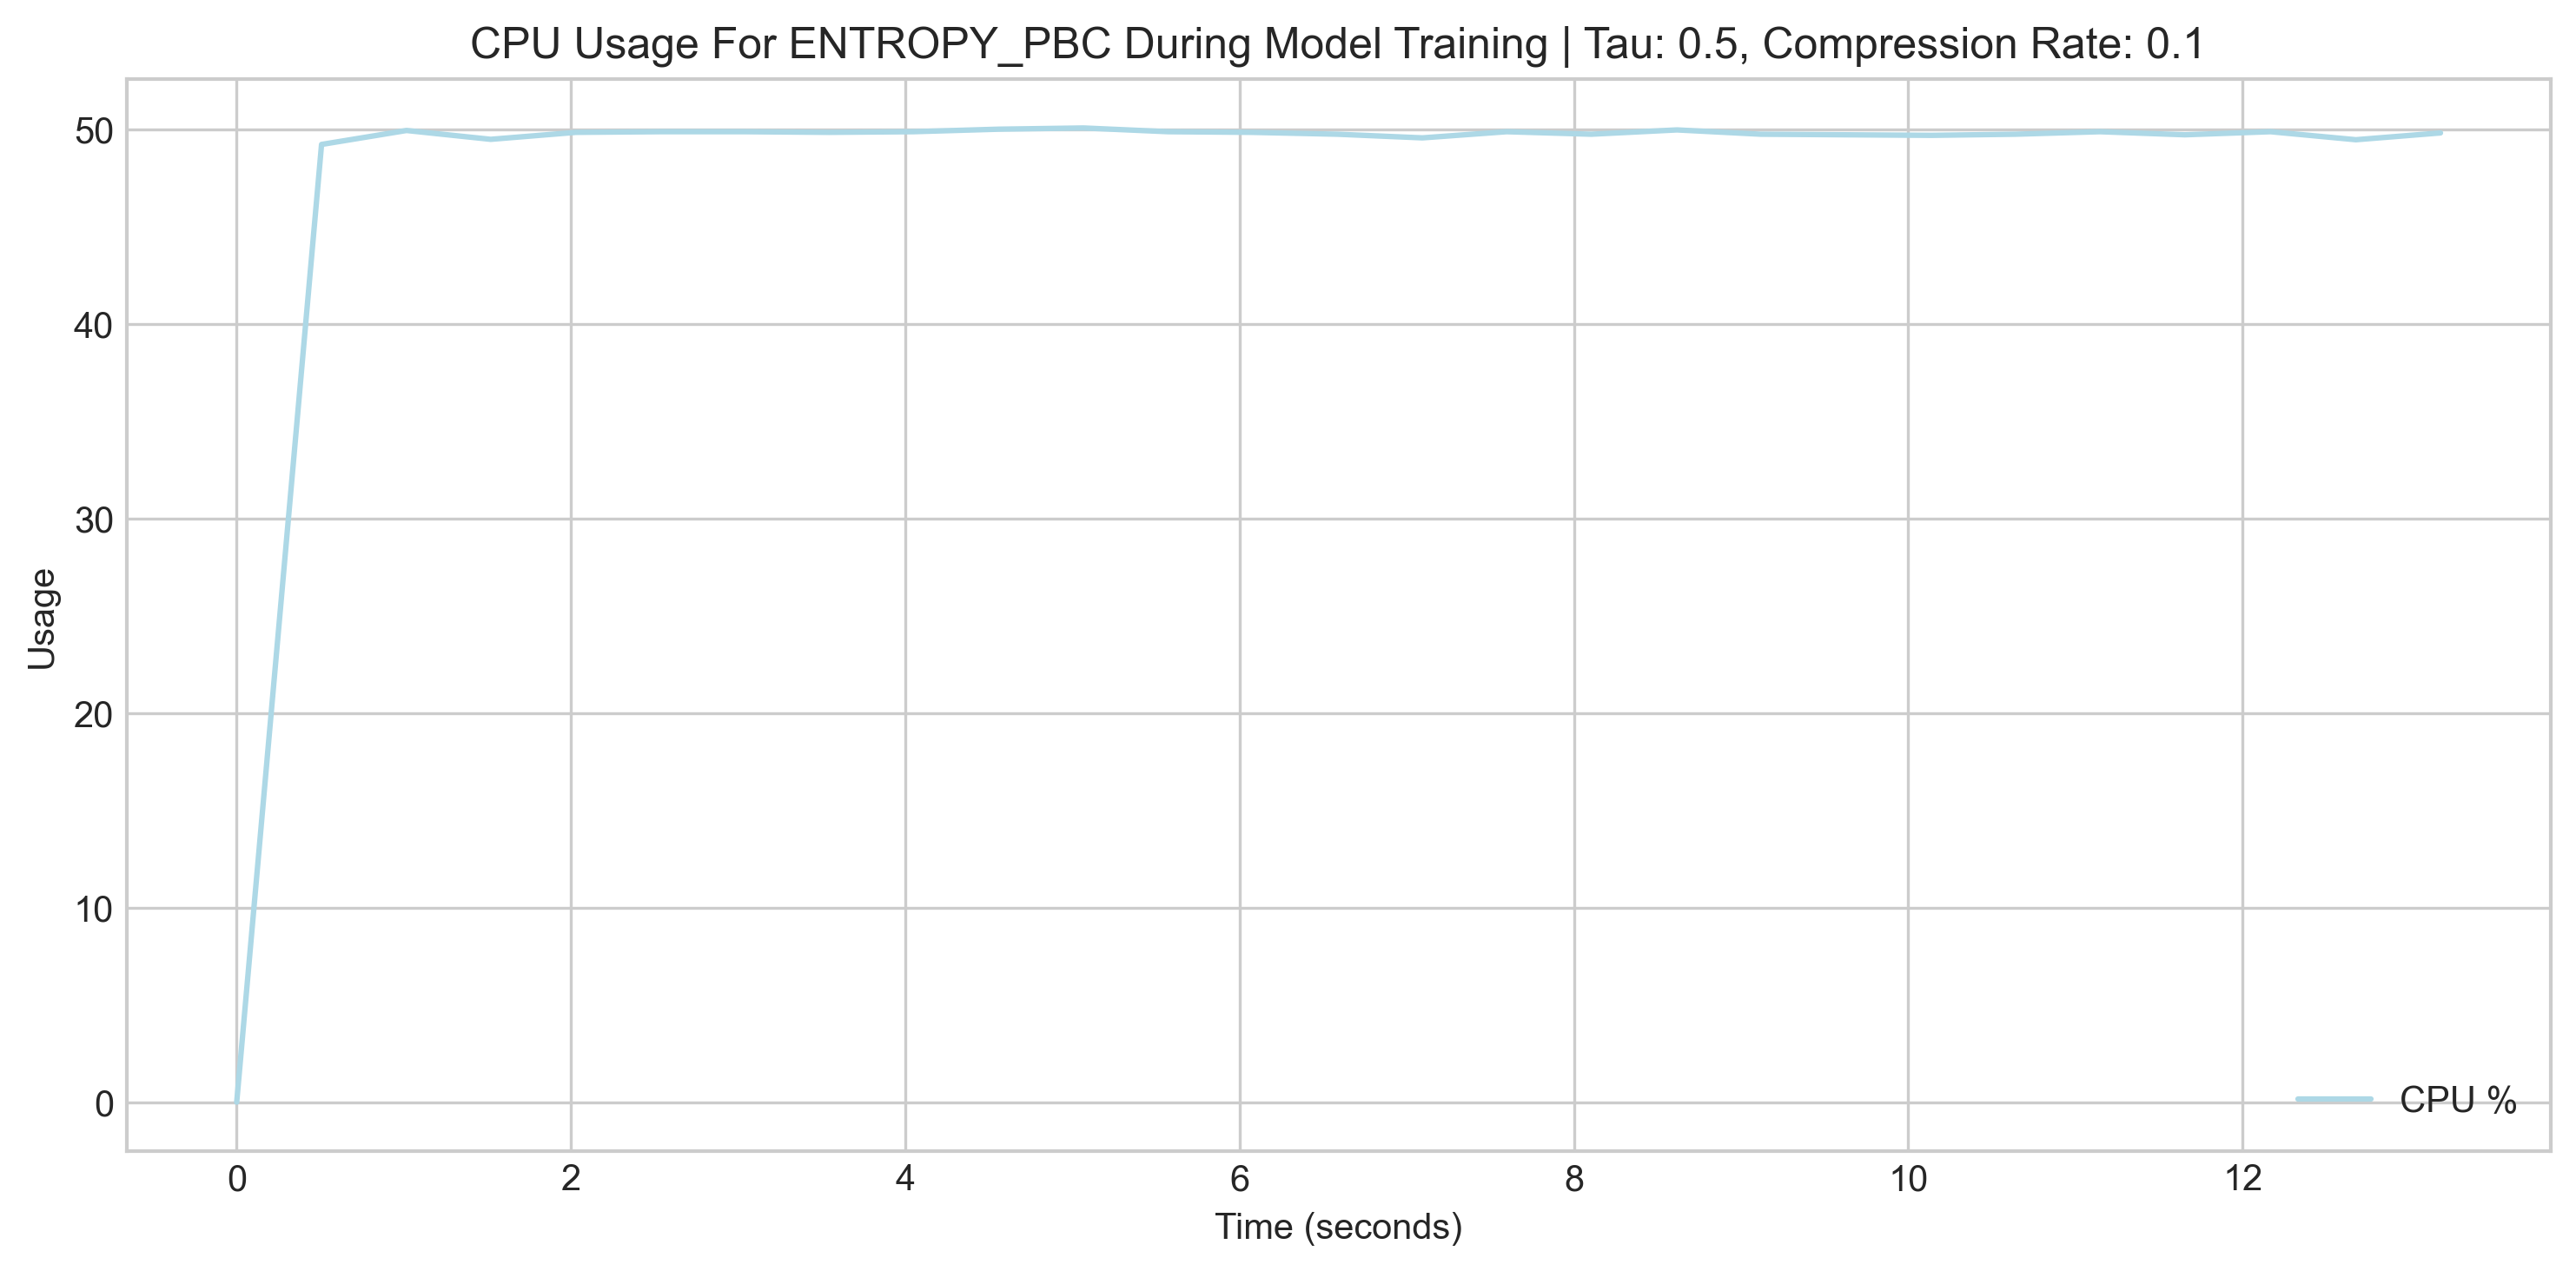 CPU Usage For ENTROPY_PBC During Model Training | Tau: 0.5, Compression Rate: 0.1
50
40
30
20
10
0
Usage
CPU %
0 2 4 6 8 10 12
Time (seconds)